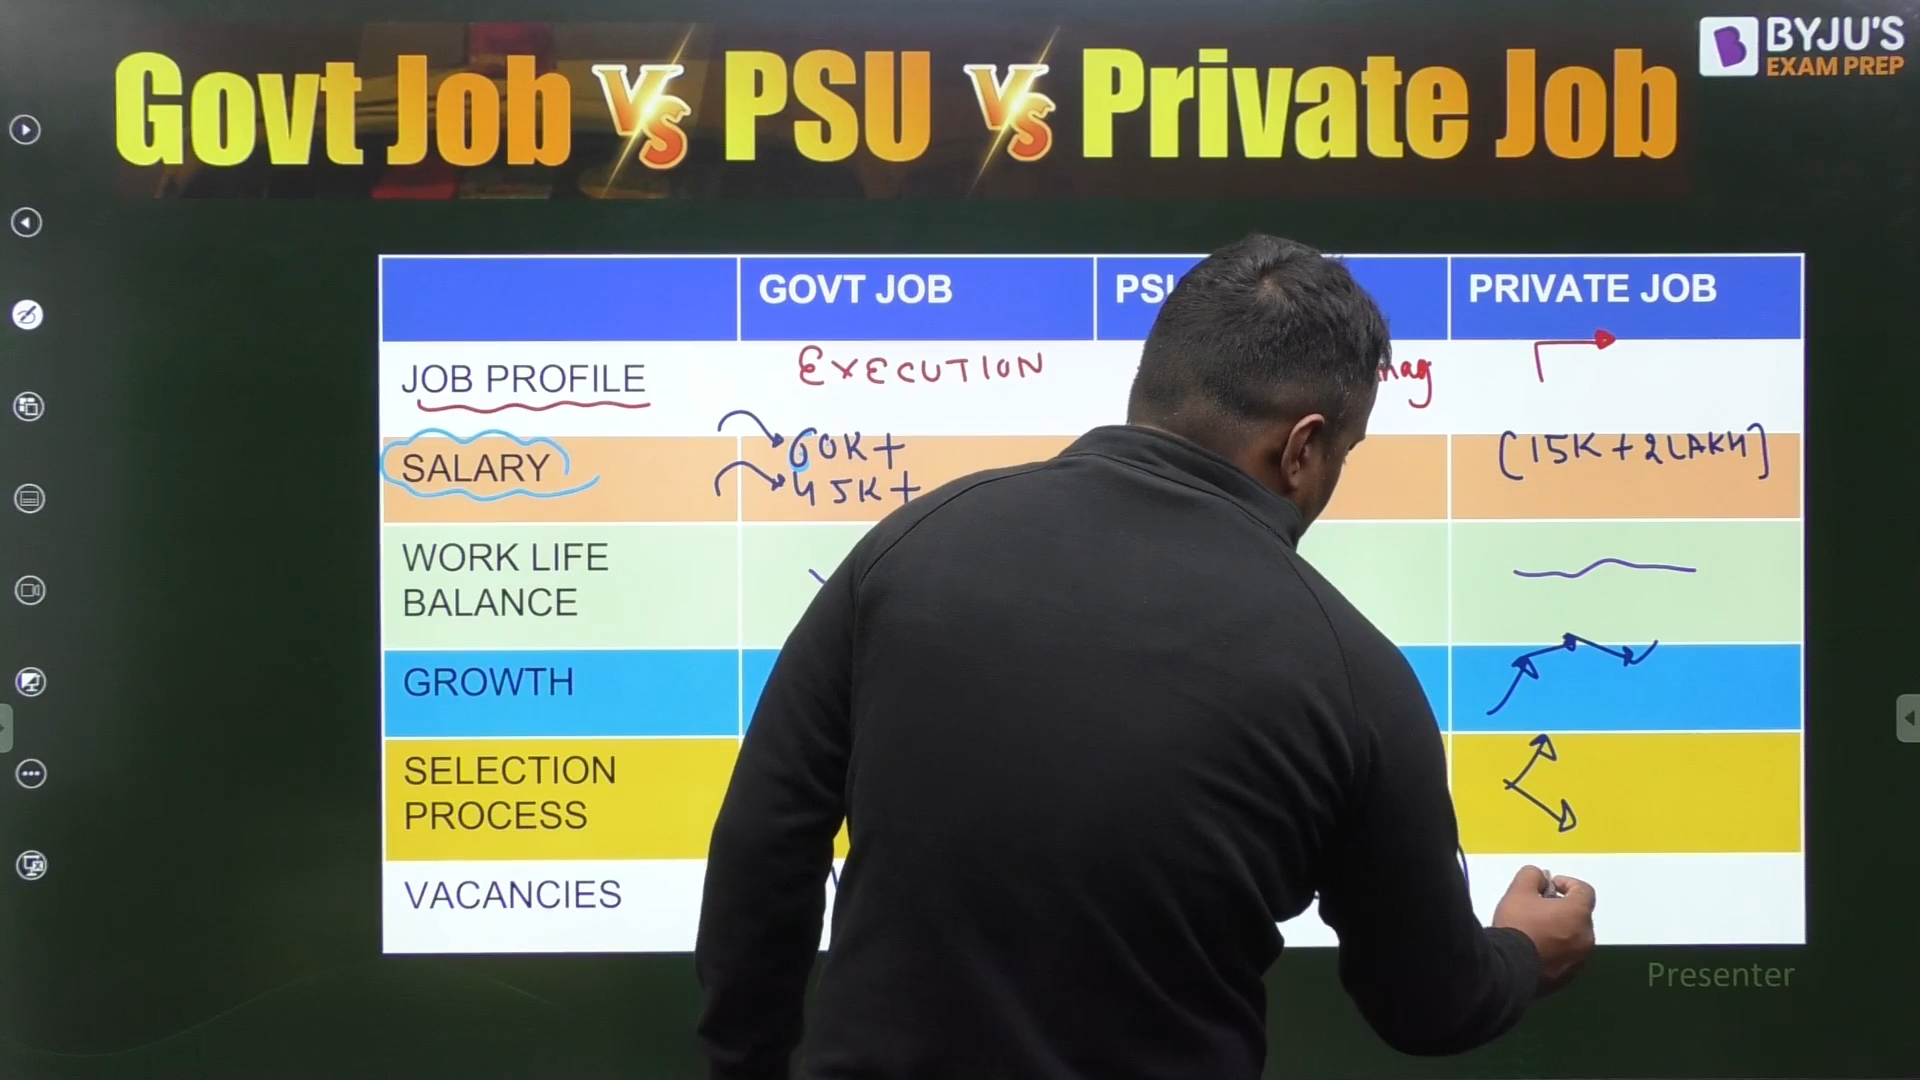 BYJU'S
EXAM PREP
Govt Job Vs PSU Vs Private Job
GOVT JOB
PRIVATE JOB
JOB PROFILE
EXECUTION
SALARY
60K+
45K+
(15K+2LAKH)
WORK LIFE
BALANCE
GROWTH
SELECTION
PROCESS
VACANCIES
Presenter